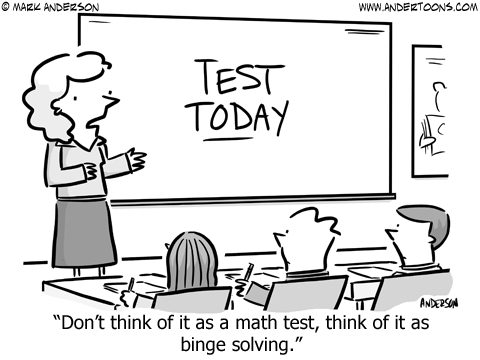 © MARK ANDERSON
WWW.ANDERTOONS.COM
TEST
TODAY
ANDERSON
“Don’t think of it as a math test, think of it as
binge solving.”